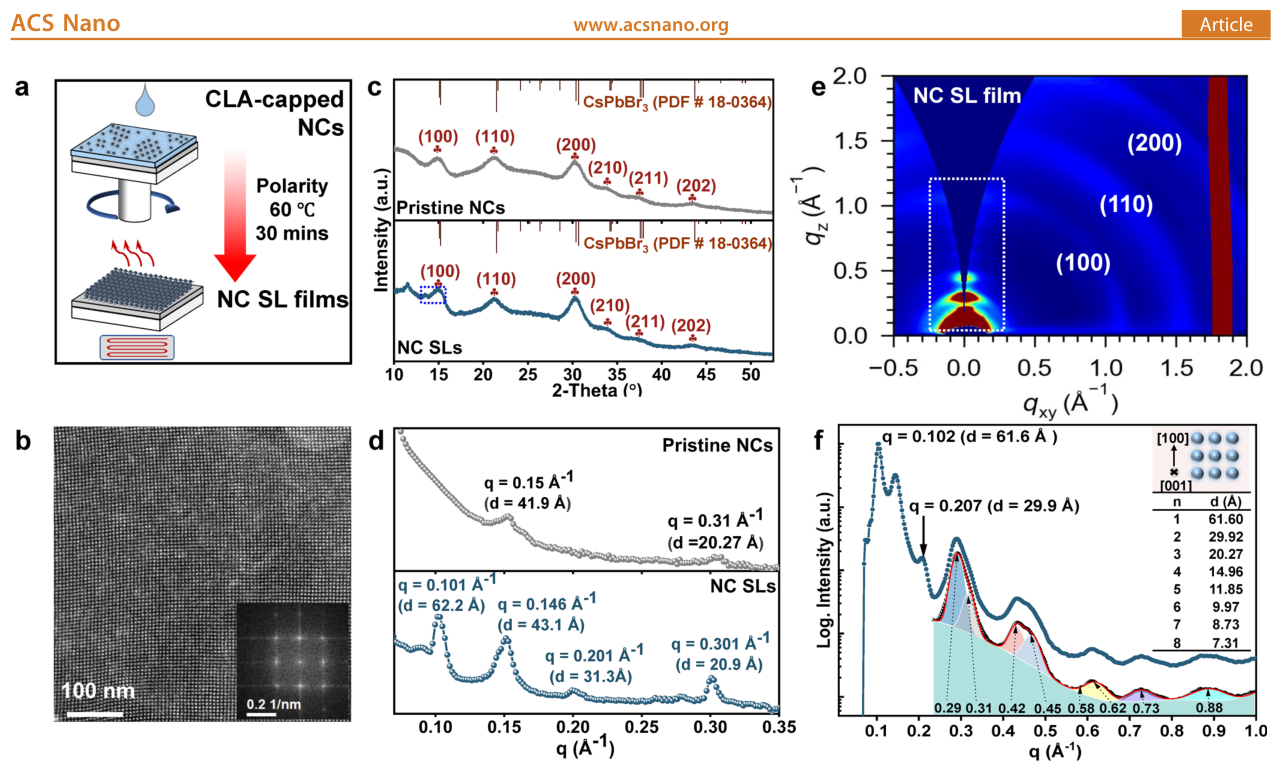 ACS Nano
www.acsnano.org
Article
a
CLA-capped
NCs
Polarity
60 ℃
30 mins
NC SL films
b
100 nm
0.2 1/nm
c
CsPbBr3 (PDF # 18-0364)
(100)
(110)
(200)
(210)
(211)
(202)
Pristine NCs
CsPbBr3 (PDF # 18-0364)
(100)
(110)
(200)
(210)
(211)
(202)
NC SLs
Intensity (a.u.)
10 15 20 25 30 35 40 45 50
2-Theta (°)
d
Pristine NCs
q = 0.15 Å-1
(d = 41.9 Å)
q = 0.31 Å-1
(d =20.27 Å)
NC SLs
q = 0.101 Å-1
(d = 62.2 Å)
q = 0.146 Å-1
(d = 43.1 Å)
q = 0.201 Å-1
(d = 31.3Å)
q = 0.301 Å-1
(d = 20.9 Å)
0.10 0.15 0.20 0.25 0.30 0.35
q (Å-1)
e
NC SL film
(200)
(110)
(100)
2.0
1.5
1.0
0.5
0.0
qz (Å−1)
−0.5 0.0 0.5 1.0 1.5 2.0
qxy (Å−1)
f
q = 0.102 (d = 61.6 Å )
q = 0.207 (d = 29.9 Å)
[100]
[001]
n d (Å)
1 61.60
2 29.92
3 20.27
4 14.96
5 11.85
6 9.97
7 8.73
8 7.31
Log. Intensity (a.u.)
0.29 0.31 0.42 0.45 0.58 0.62 0.73 0.88
0.1 0.2 0.3 0.4 0.5 0.6 0.7 0.8 0.9 1.0
q (Å-1)